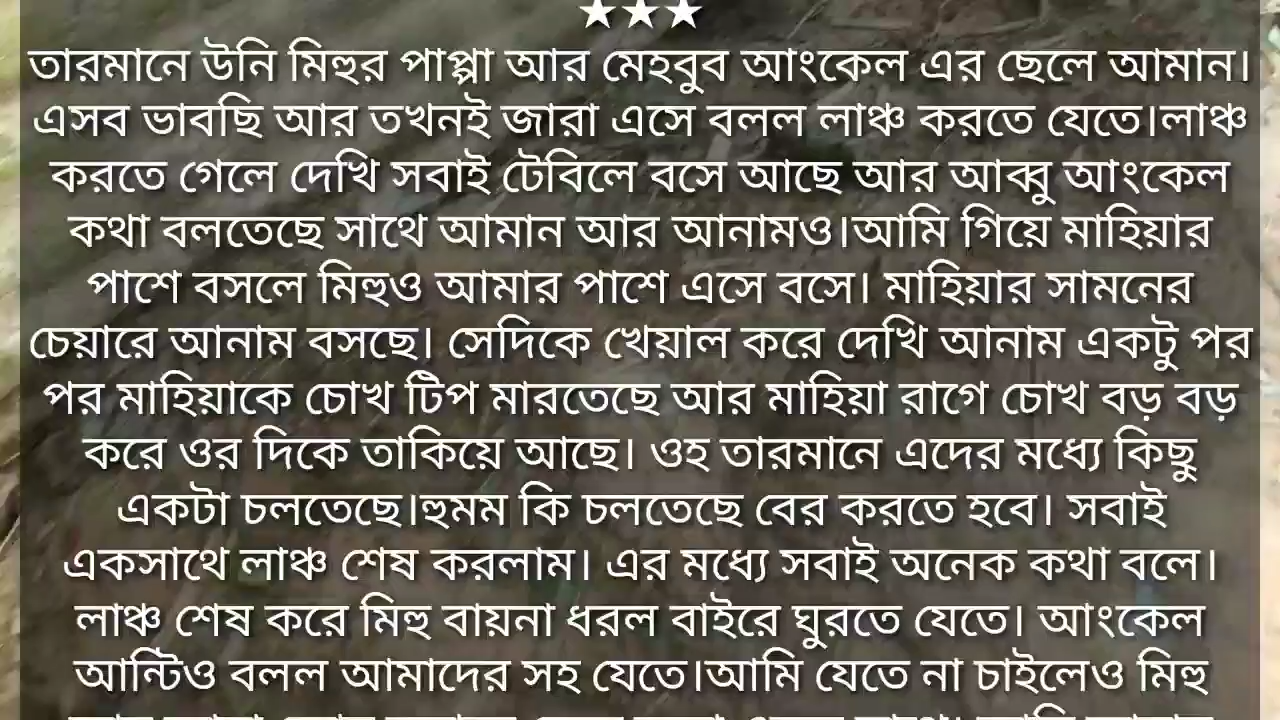 ★★★
তারমানে উনি মিহুর পাপ্পা আর মেহবুব আংকেল এর ছেলে আমান।
এসব ভাবছি আর তখনই জারা এসে বলল লাঞ্চ করতে যেতে।লাঞ্চ
করতে গেলে দেখি সবাই টেবিলে বসে আছে আর আব্বু আংকেল
কথা বলতেছে সাথে আমান আর আনামও।আমি গিয়ে মাহিয়ার
পাশে বসলে মিহুও আমার পাশে এসে বসে। মাহিয়ার সামনের
চেয়ারে আনাম বসছে। সেদিকে খেয়াল করে দেখি আনাম একটু পর
পর মাহিয়াকে চোখ টিপ মারতেছে আর মাহিয়া রাগে চোখ বড় বড়
করে ওর দিকে তাকিয়ে আছে। ওহ তারমানে এদের মধ্যে কিছু
একটা চলতেছে।হুমম কি চলতেছে বের করতে হবে। সবাই
একসাথে লাঞ্চ শেষ করলাম। এর মধ্যে সবাই অনেক কথা বলে।
লাঞ্চ শেষ করে মিহু বায়না ধরল বাইরে ঘুরতে যেতে। আংকেল
আন্টিও বলল আমাদের সহ যেতে।আমি যেতে না চাইলেও মিহু